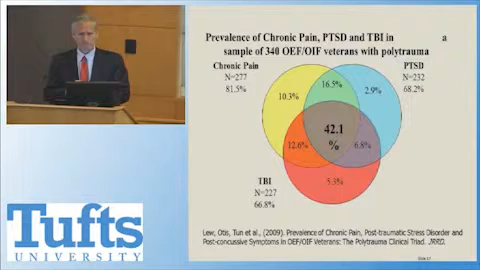 Prevalence of Chronic Pain, PTSD and TBI in a
sample of 340 OEF/OIF veterans with polytrauma
Chronic Pain
N=277
81.5%
PTSD
N=232
68.2%
16.5%
10.3%
2.9%
42.1
%
12.6%
6.8%
5.3%
TBI
N=227
66.8%
Lew, Otis, Tun et al., (2009). Prevalence of Chronic Pain, Post-traumatic Stress Disorder and
Post-concussive Symptoms in OEF/OIF Veterans: The Polytrauma Clinical Triad. JRRD.
Tufts
UNIVERSITY